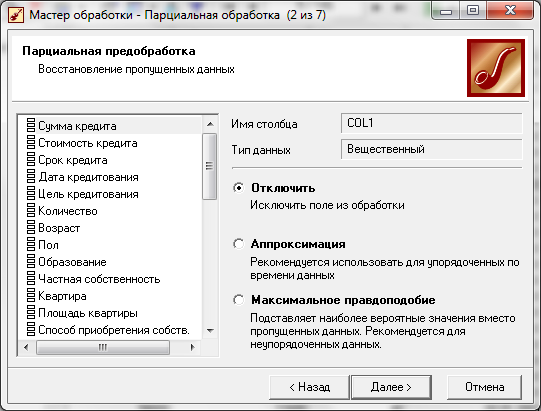 Мастер обработки - Парциальная обработка (2 из 7)
Парциальная предобработка
Восстановление пропущенных данных
Сумма кредита
Стоимость кредита
Срок кредита
Дата кредитования
Цель кредитования
Количество
Возраст
Пол
Образование
Частная собственность
Квартира
Площадь квартиры
Способ приобретения собств.
Имя столбца COL1
Тип данных Вещественный
Отключить
Исключить поле из обработки
Аппроксимация
Рекомендуется использовать для упорядоченных по
времени данных
Максимальное правдоподобие
Подставляет наиболее вероятные значения вместо
пропущенных данных. Рекомендуется для
неупорядоченных данных.
< Назад Далее > Отмена